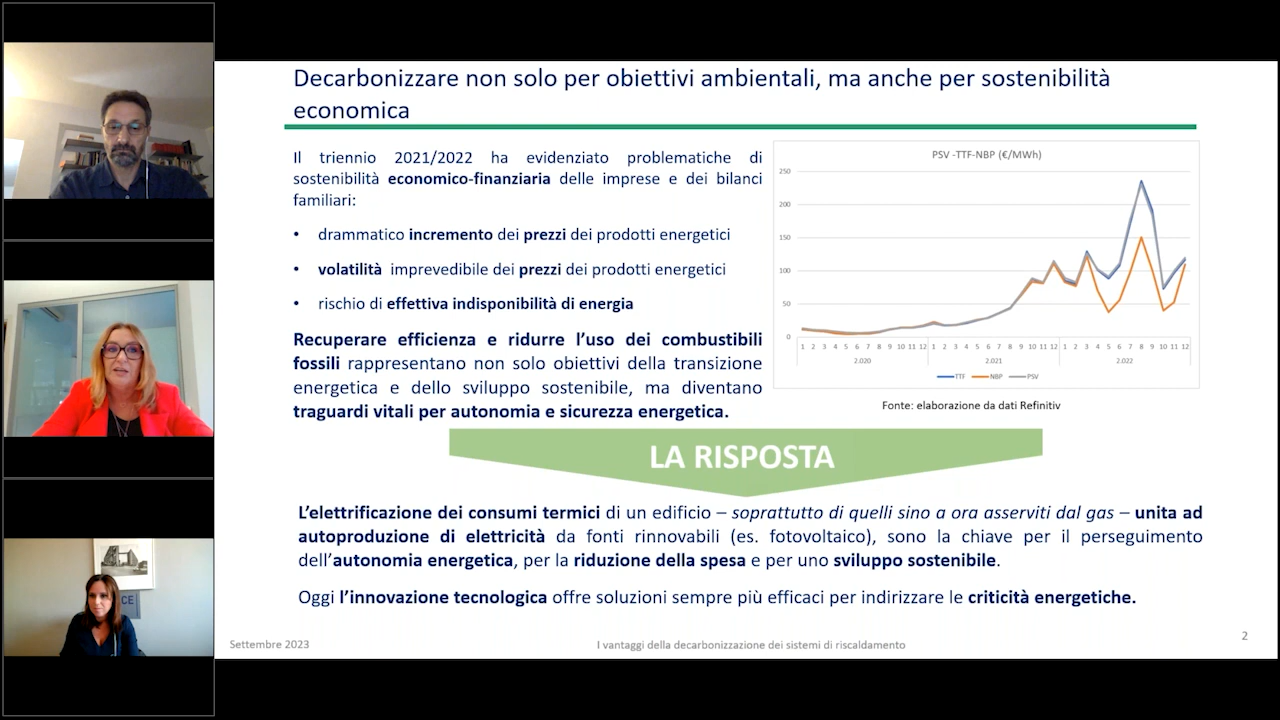 Decarbonizzare non solo per obiettivi ambientali, ma anche per sostenibilità
economica
Il triennio 2021/2022 ha evidenziato problematiche di
sostenibilità economico-finanziaria delle imprese e dei bilanci
familiari:
• drammatico incremento dei prezzi dei prodotti energetici
• volatilità imprevedibile dei prezzi dei prodotti energetici
• rischio di effettiva indisponibilità di energia
Recuperare efficienza e ridurre l'uso dei combustibili
fossili rappresentano non solo obiettivi della transizione
energetica e dello sviluppo sostenibile, ma diventano
traguardi vitali per autonomia e sicurezza energetica.
PSV -TTF-NBP (€/MWh)
250
200
150
100
50
0
1 2 3 4 5 6 7 8 9 10 11 12 1 2 3 4 5 6 7 8 9 10 11 12 1 2 3 4 5 6 7 8 9 10 11 12
2.020 2.021 2.022
TTF NBP PSV
Fonte: elaborazione da dati Refinitiv
LA RISPOSTA
L'elettrificazione dei consumi termici di un edificio – soprattutto di quelli sino a ora asserviti dal gas – unita ad
autoproduzione di elettricità da fonti rinnovabili (es. fotovoltaico), sono la chiave per il perseguimento
dell'autonomia energetica, per la riduzione della spesa e per uno sviluppo sostenibile.
Oggi l'innovazione tecnologica offre soluzioni sempre più efficaci per indirizzare le criticità energetiche.
Settembre 2023
I vantaggi della decarbonizzazione dei sistemi di riscaldamento
2
CE